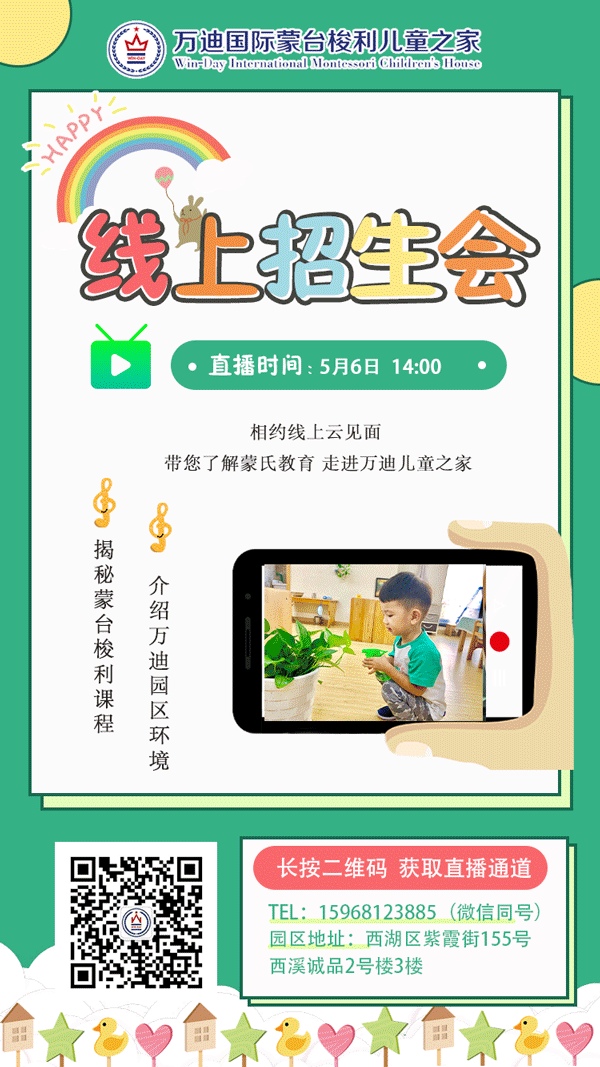 万迪国际蒙台梭利儿童之家
Win-Day International Montessori Children's House
WIN-DAY
HAPPY
线上招生会
直播时间：5月6日 14:00
相约线上云见面
带您了解蒙氏教育 走进万迪儿童之家
揭秘蒙台梭利课程
介绍万迪园区环境
长按二维码 获取直播通道
TEL：15968123885（微信同号）
园区地址：西湖区紫霞街155号
西溪诚品2号楼3楼